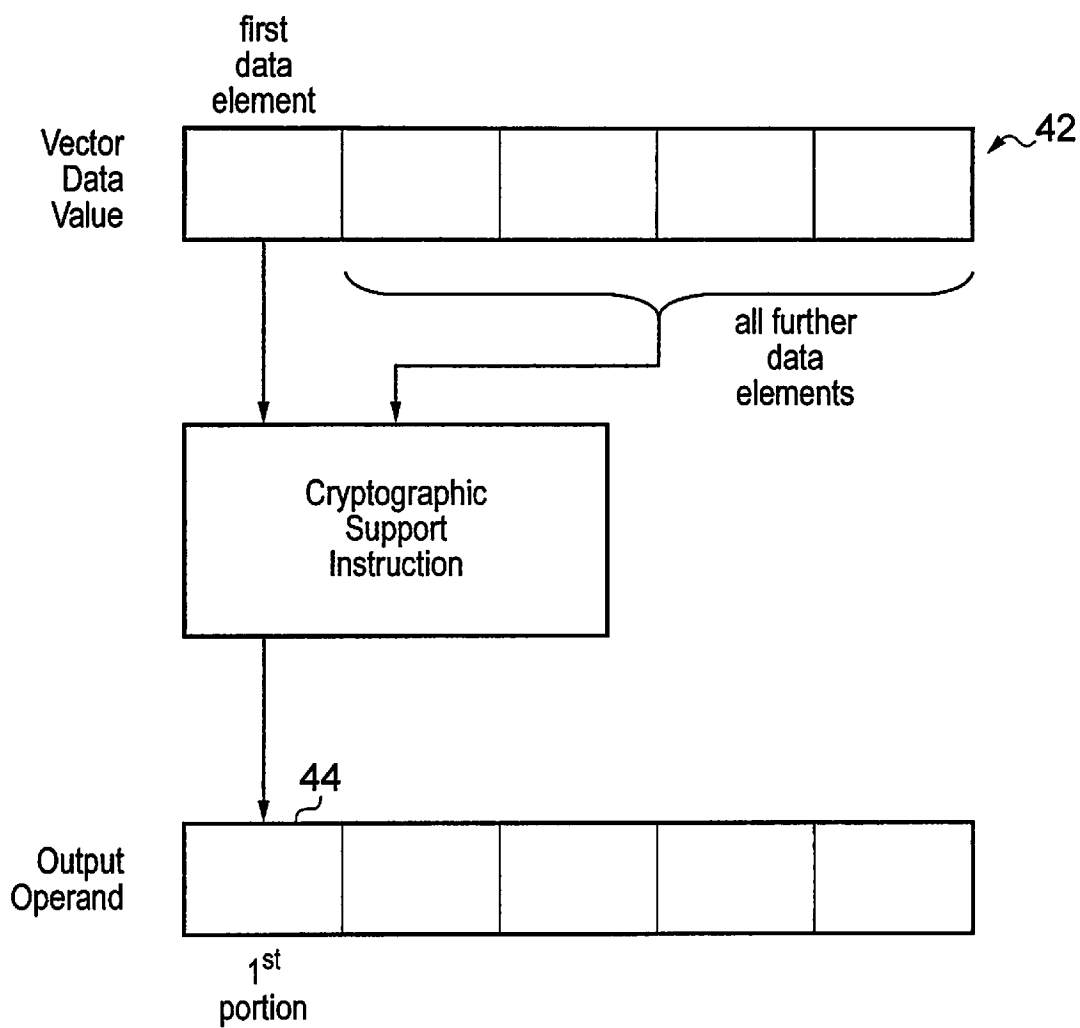 first
data
element
Vector
Data
Value
42
all further
data
elements
Cryptographic
Support
Instruction
44
Output
Operand
1st
portion